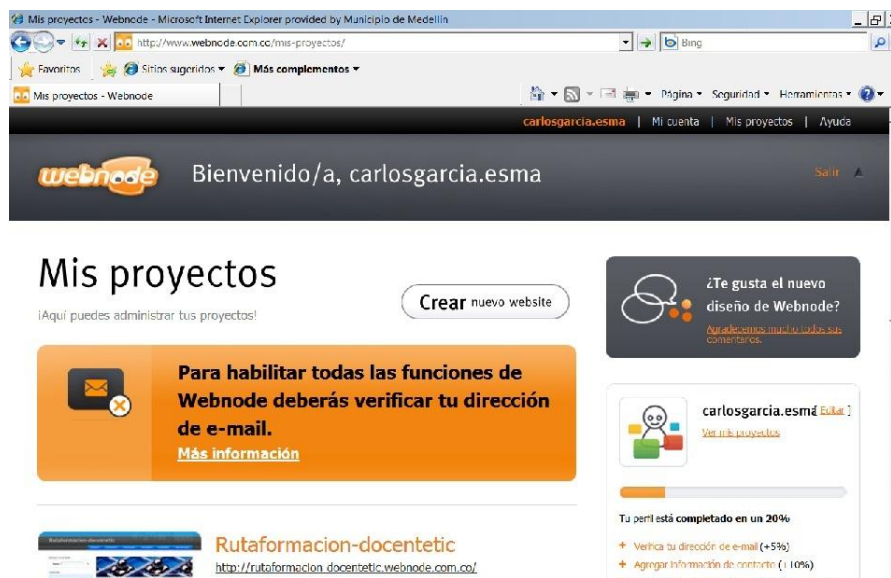 Mis proyectos - Webnode - Microsoft Internet Explorer provided by Municipio de Medellin
http://www.webnode.com.co/mis-proyectos/
Bing
Favoritos Sitios sugeridos Más complementos
Mis proyectos - Webnode
Página Seguridad Herramientas
carlosgarcia.esma | Mi cuenta | Mis proyectos | Ayuda
webnode
Bienvenido/a, carlosgarcia.esma
Salir
Mis proyectos
¡Aquí puedes administrar tus proyectos!
Crear nuevo website
Para habilitar todas las funciones de
Webnode deberás verificar tu dirección
de e-mail.
Más información
Rutaformacion-docentetic
http://rutaformacion-docentetic.webnode.com.co/
¿Te gusta el nuevo
diseño de Webnode?
Agradecemos mucho todos sus
comentarios.
carlosgarcia.esma Editar ]
Ver mis proyectos
Tu perfil está completado en un 20%
+ Verifica tu dirección de e-mail (+5%)
+ Agregar información de contacto (+10%)